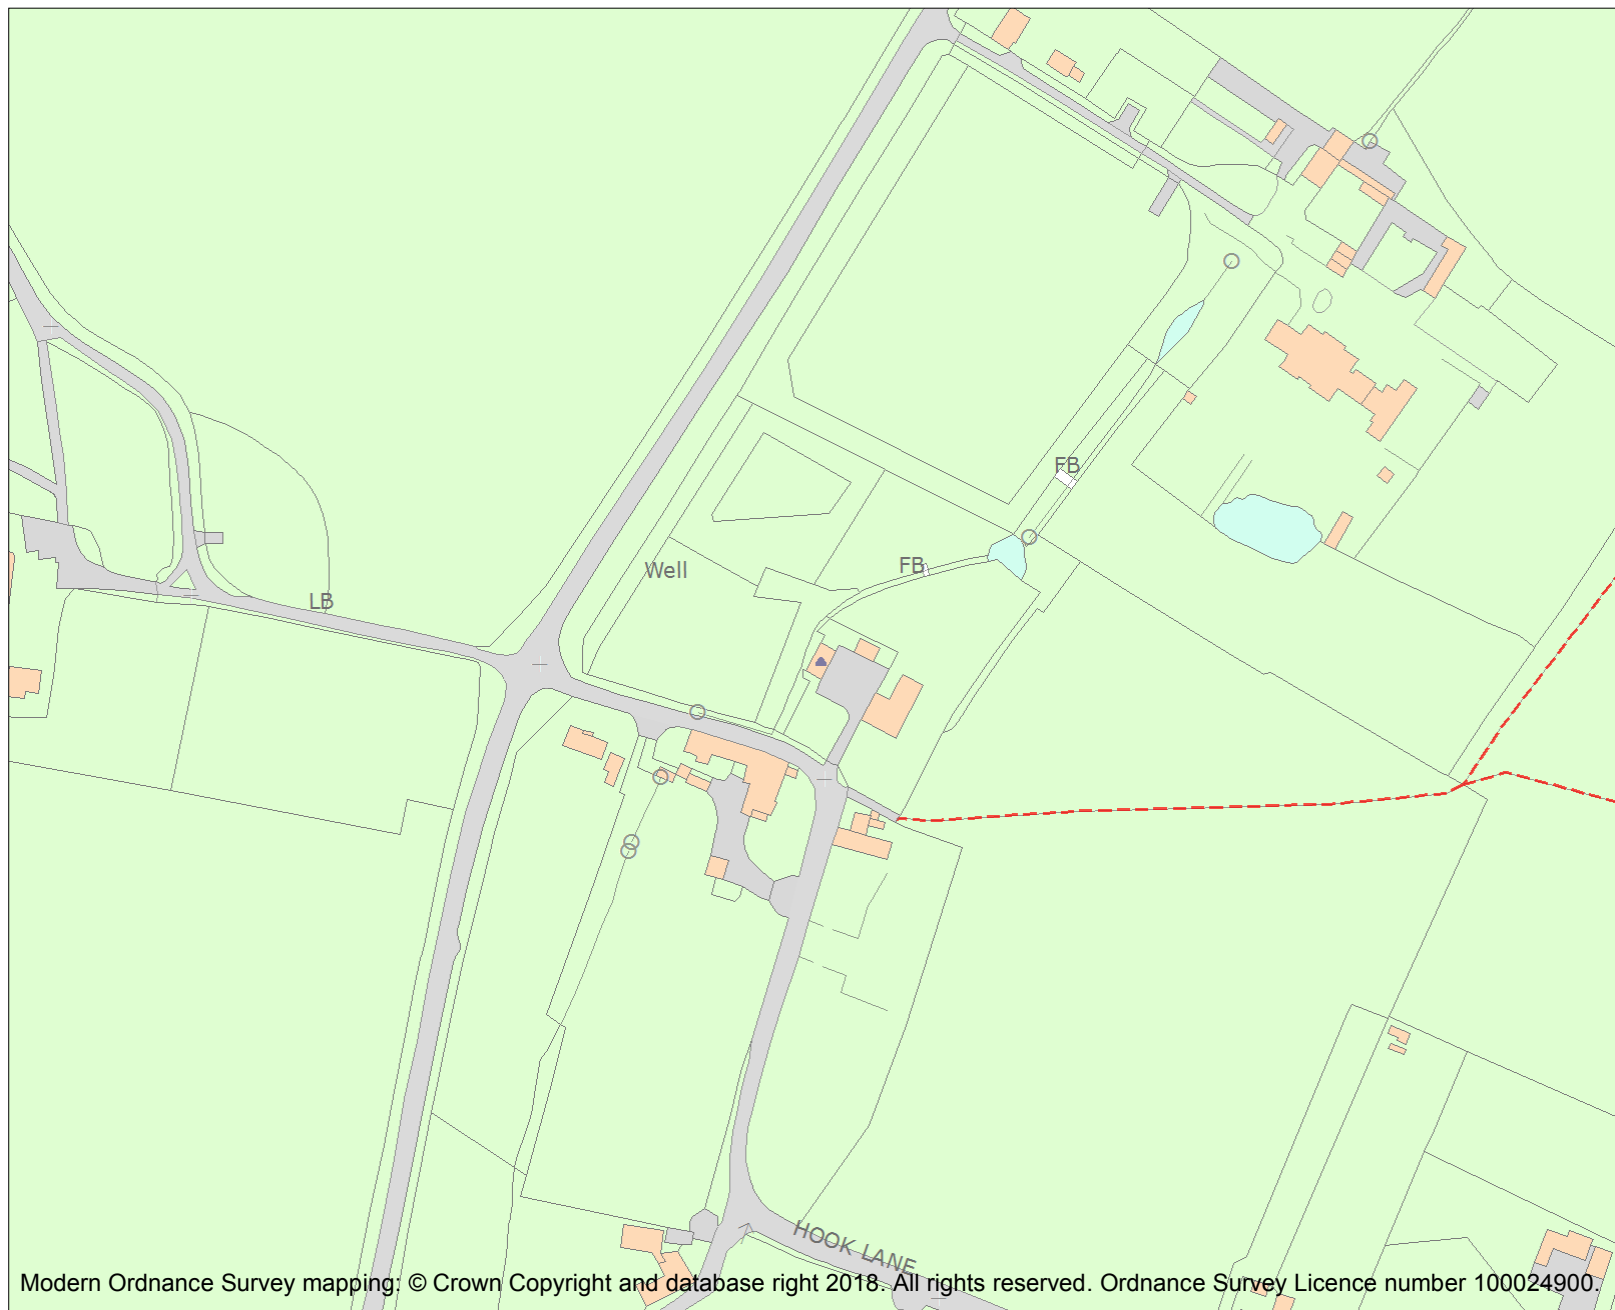 FB
FB
Well
LB
HOOK LANE
Modern Ordnance Survey mapping: © Crown Copyright and database right 2018. All rights reserved. Ordnance Survey Licence number 100024900.